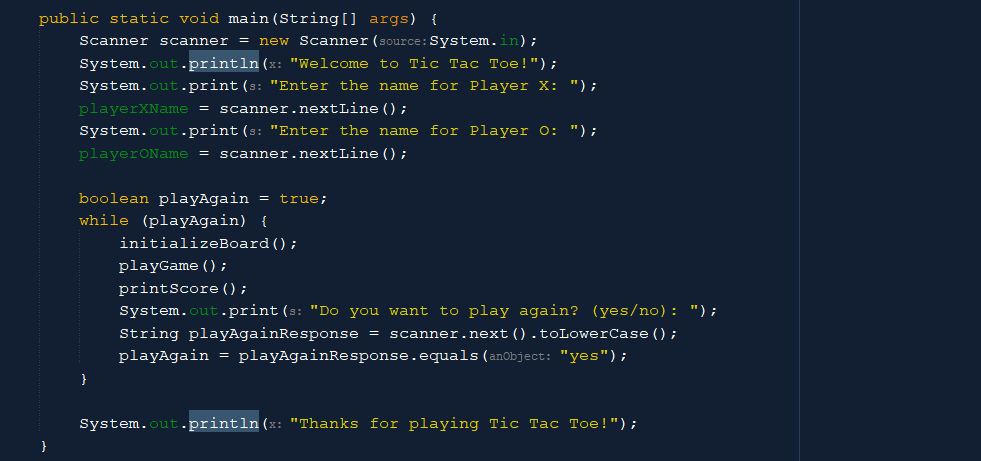 public static void main(String[] args) {
Scanner scanner = new Scanner(source:System.in);
System.out.println(x: "Welcome to Tic Tac Toe!");
System.out.print(s: "Enter the name for Player X: ");
playerXName = scanner.nextLine();
System.out.print(s: "Enter the name for Player O: ");
playerOName = scanner.nextLine();
boolean playAgain = true;
while (playAgain) {
initializeBoard();
playGame();
printScore();
System.out.print(s: "Do you want to play again? (yes/no): ");
String playAgainResponse = scanner.next().toLowerCase();
playAgain = playAgainResponse.equals(anObject: "yes");
}
System.out.println(x: "Thanks for playing Tic Tac Toe!");
}